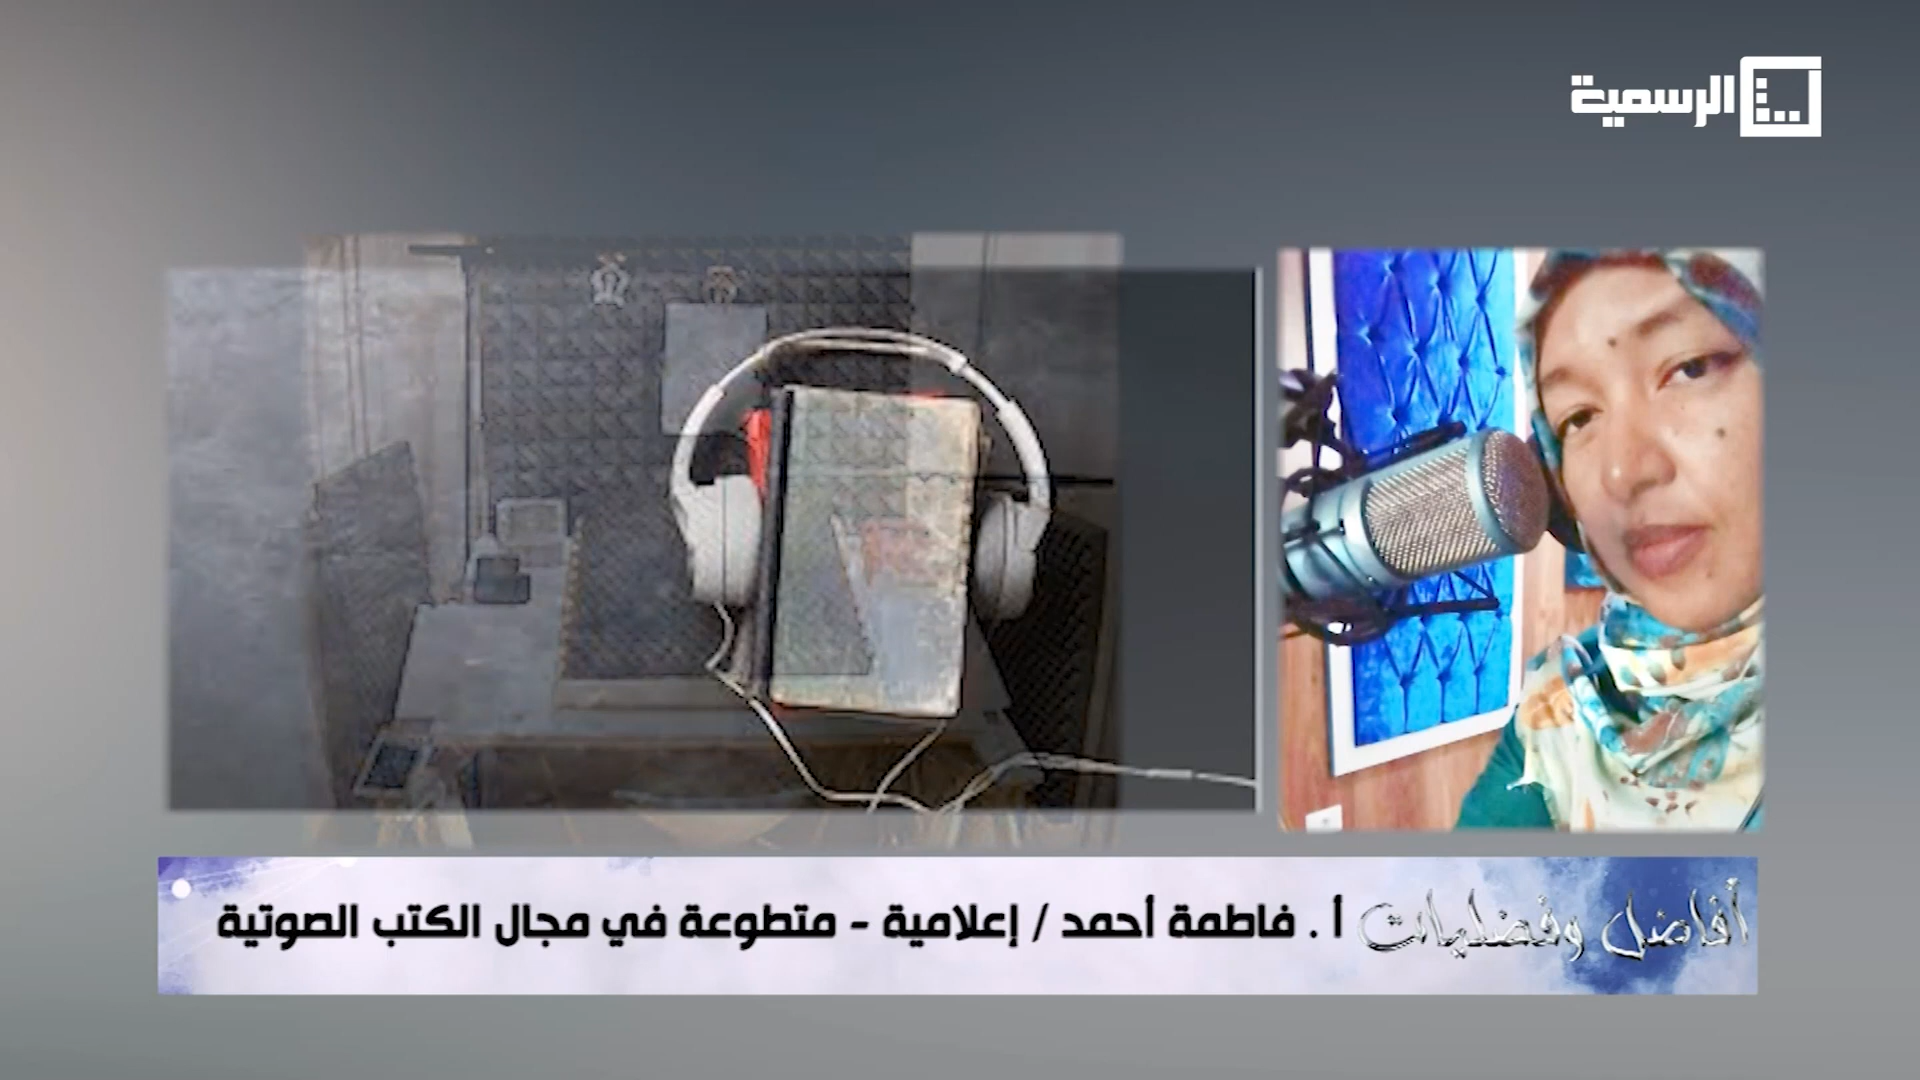 الرسمية
أفاضل وفضليات
أ . فاطمة أحمد / إعلامية - متطوعة في مجال الكتب الصوتية